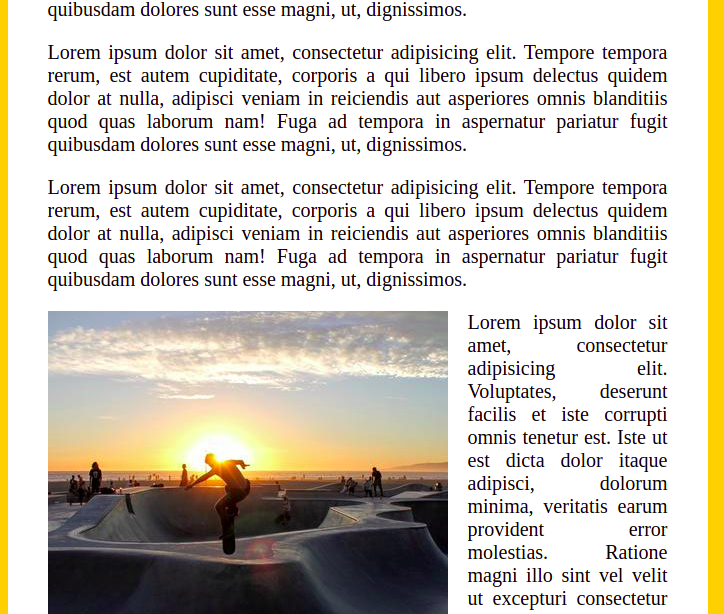 quibusdam dolores sunt esse magni, ut, dignissimos.
Lorem ipsum dolor sit amet, consectetur adipisicing elit. Tempore tempora
rerum, est autem cupiditate, corporis a qui libero ipsum delectus quidem
dolor at nulla, adipisci veniam in reiciendis aut asperiores omnis blanditiis
quod quas laborum nam! Fuga ad tempora in aspernatur pariatur fugit
quibusdam dolores sunt esse magni, ut, dignissimos.
Lorem ipsum dolor sit amet, consectetur adipisicing elit. Tempore tempora
rerum, est autem cupiditate, corporis a qui libero ipsum delectus quidem
dolor at nulla, adipisci veniam in reiciendis aut asperiores omnis blanditiis
quod quas laborum nam! Fuga ad tempora in aspernatur pariatur fugit
quibusdam dolores sunt esse magni, ut, dignissimos.
Lorem ipsum dolor sit
amet, consectetur
adipisicing elit.
Voluptates, deserunt
facilis et iste corrupti
omnis tenetur est. Iste ut
est dicta dolor itaque
adipisci, dolorum
minima, veritatis earum
provident error
molestias. Ratione
magni illo sint vel velit
ut excepturi consectetur